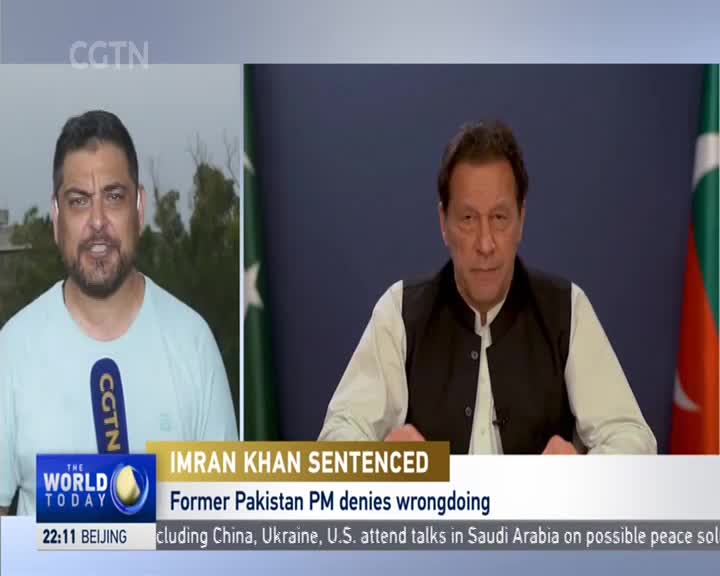 CGTN
CGTN
IMRAN KHAN SENTENCED
THE
WORLD
TODAY
Former Pakistan PM denies wrongdoing
22:11 BEIJING
cluding China, Ukraine, U.S. attend talks in Saudi Arabia on possible peace sol